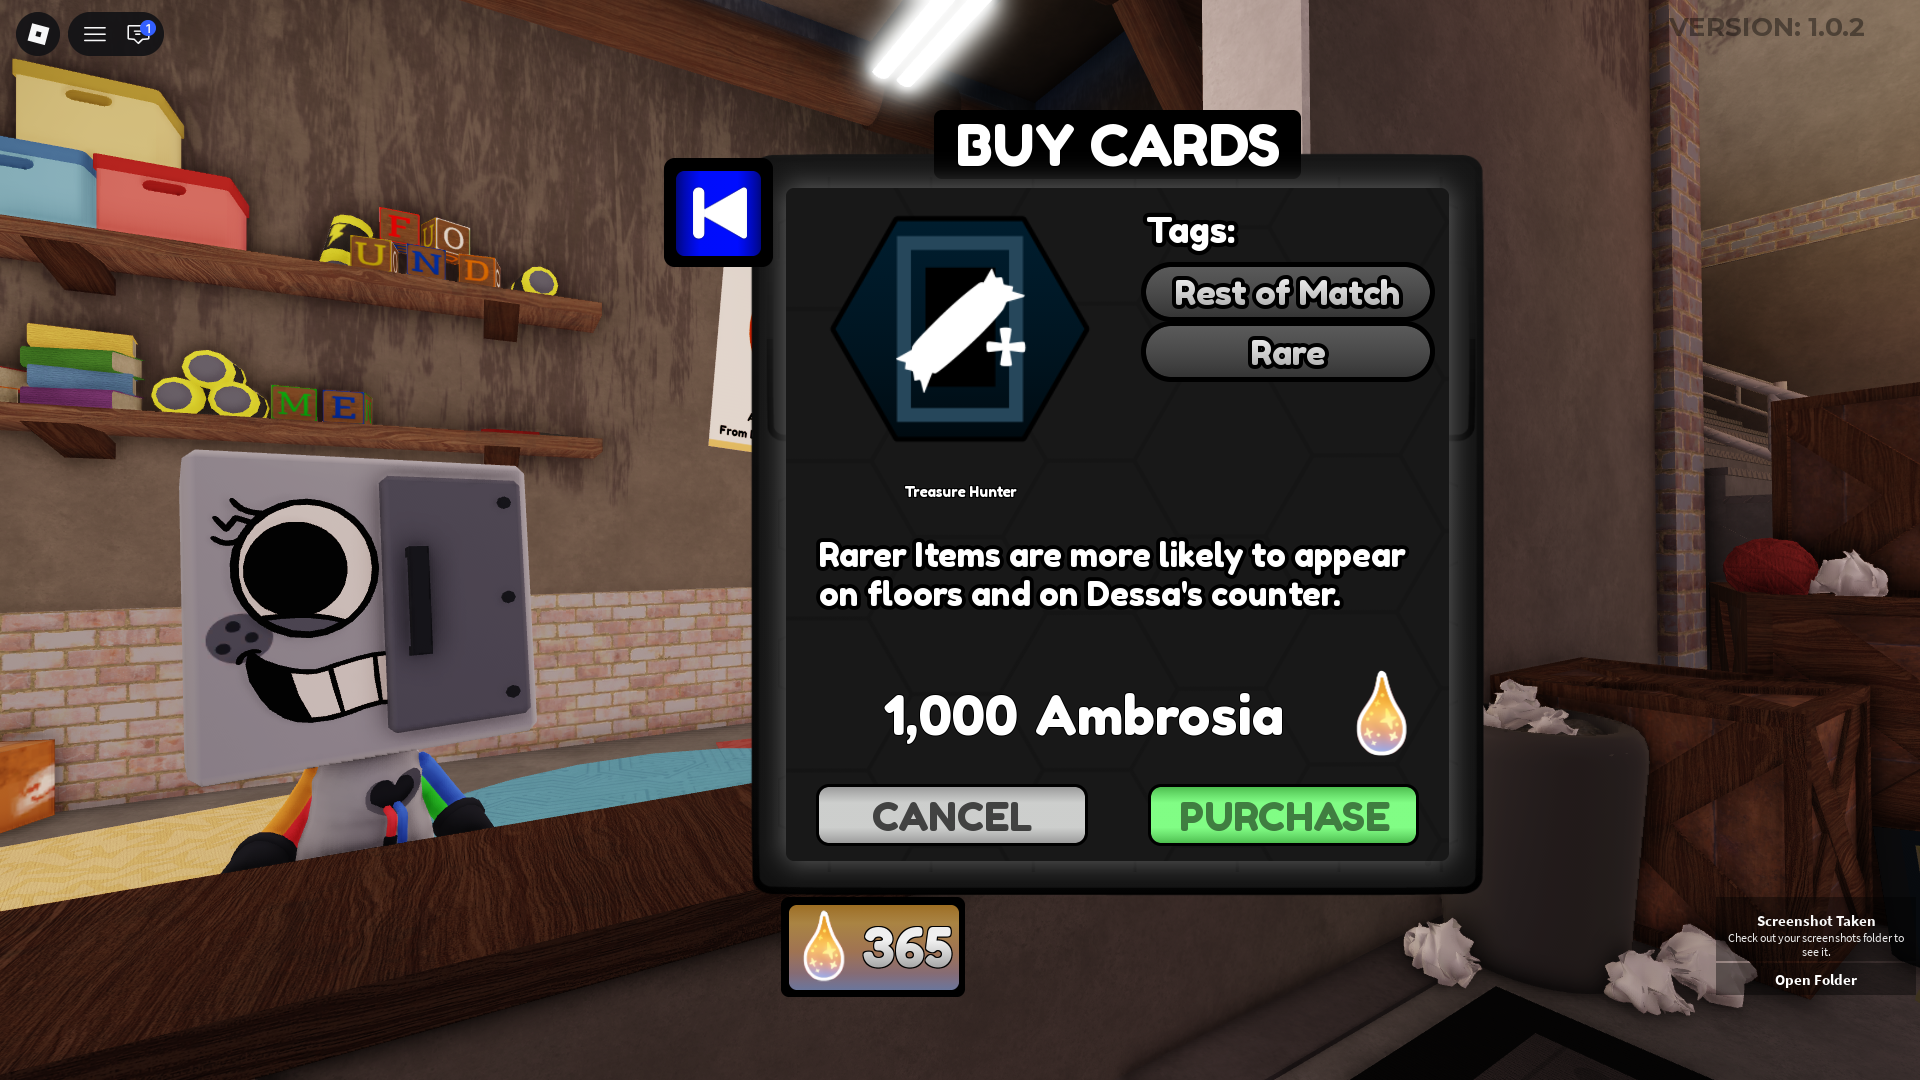 1
VERSION: 1.0.2
BUY CARDS
Tags:
Rest of Match
Rare
F U O
U N D
M E
From
Treasure Hunter
Rarer Items are more likely to appear
on floors and on Dessa's counter.
1,000 Ambrosia
CANCEL
PURCHASE
365
Screenshot Taken
Check out your screenshots folder to
see it.
Open Folder